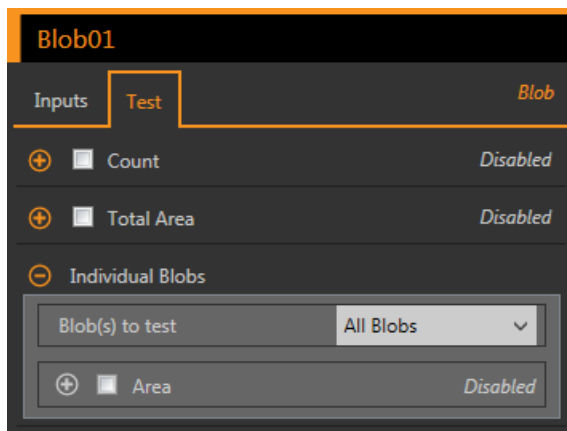 Blob01
Inputs Test Blob
Count Disabled
Total Area Disabled
Individual Blobs
Blob(s) to test All Blobs
Area Disabled